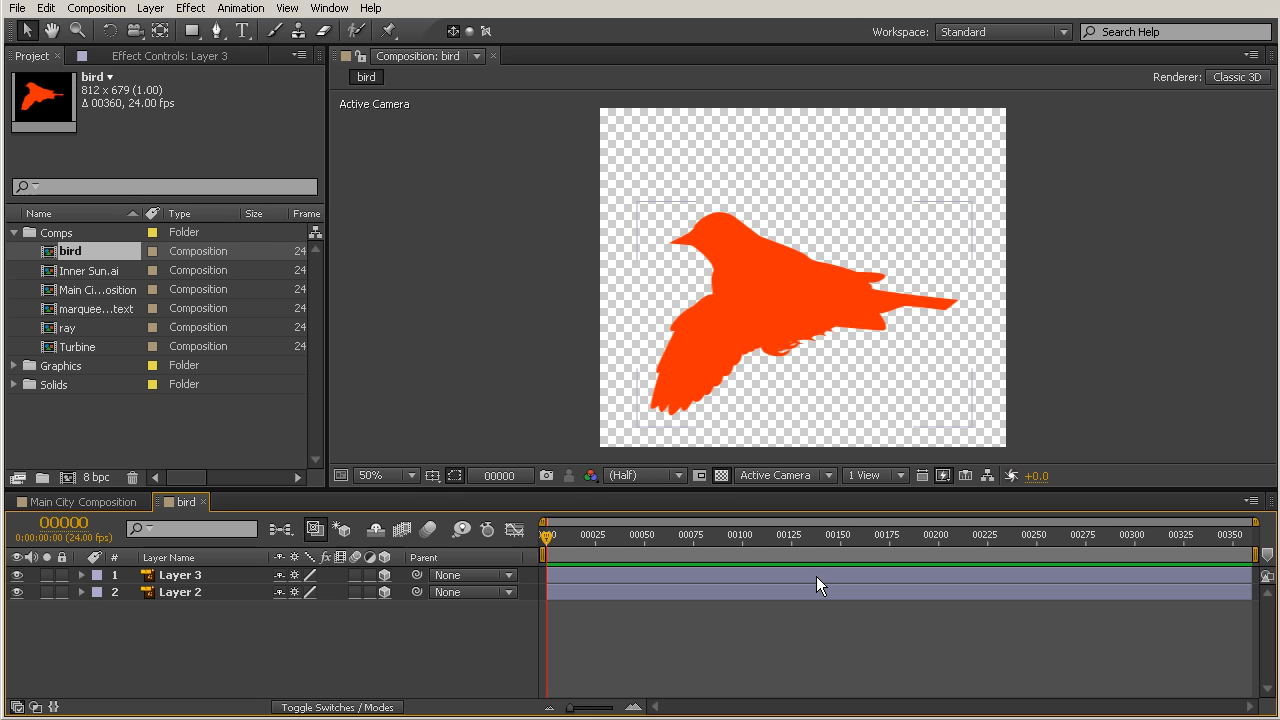 File Edit Composition Layer Effect Animation View Window Help
Workspace: Standard Search Help
Project Effect Controls: Layer 3 Composition: bird
bird
812 x 679 (1.00)
Δ 00360, 24.00 fps
bird Renderer: Classic 3D
Active Camera
Name Type Size Frame
Comps Folder
bird Composition 24
Inner Sun.ai Composition 24
Main Ci...osition Composition 24
marquee...text Composition 24
ray Composition 24
Turbine Composition 24
Graphics Folder
Solids Folder
8 bpc 50% 00000 (Half) Active Camera 1 View +0.0
Main City Composition bird
00000
0:00:00:00 (24.00 fps)
00025 00050 00075 00100 00125 00150 00175 00200 00225 00250 00275 00300 00325 00350
# Layer Name fx Parent
1 Layer 3 None
2 Layer 2 None
Toggle Switches / Modes